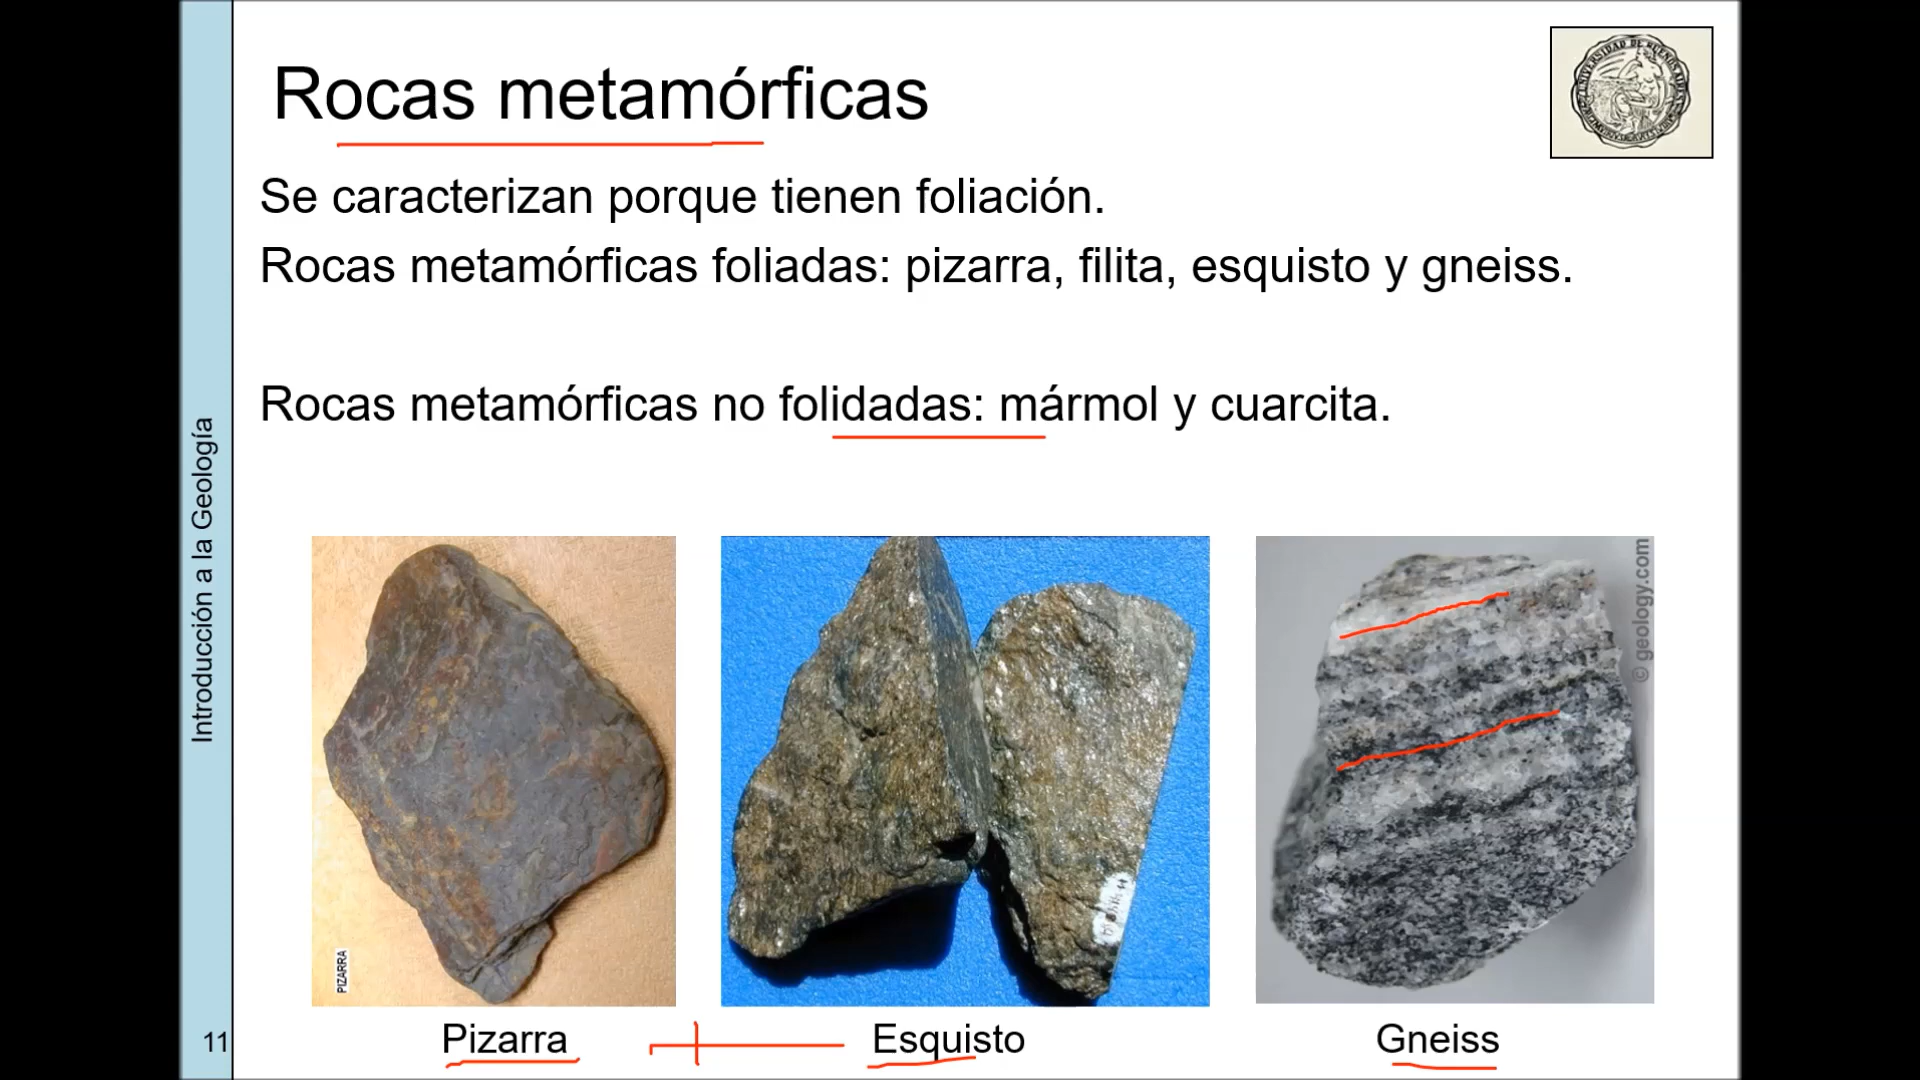 Rocas metamórficas
Se caracterizan porque tienen foliación.
Rocas metamórficas foliadas: pizarra, filita, esquisto y gneiss.
Rocas metamórficas no folidadas: mármol y cuarcita.
Introducción a la Geología
PIZARRA
© geology.com
Pizarra
Esquisto
Gneiss
11